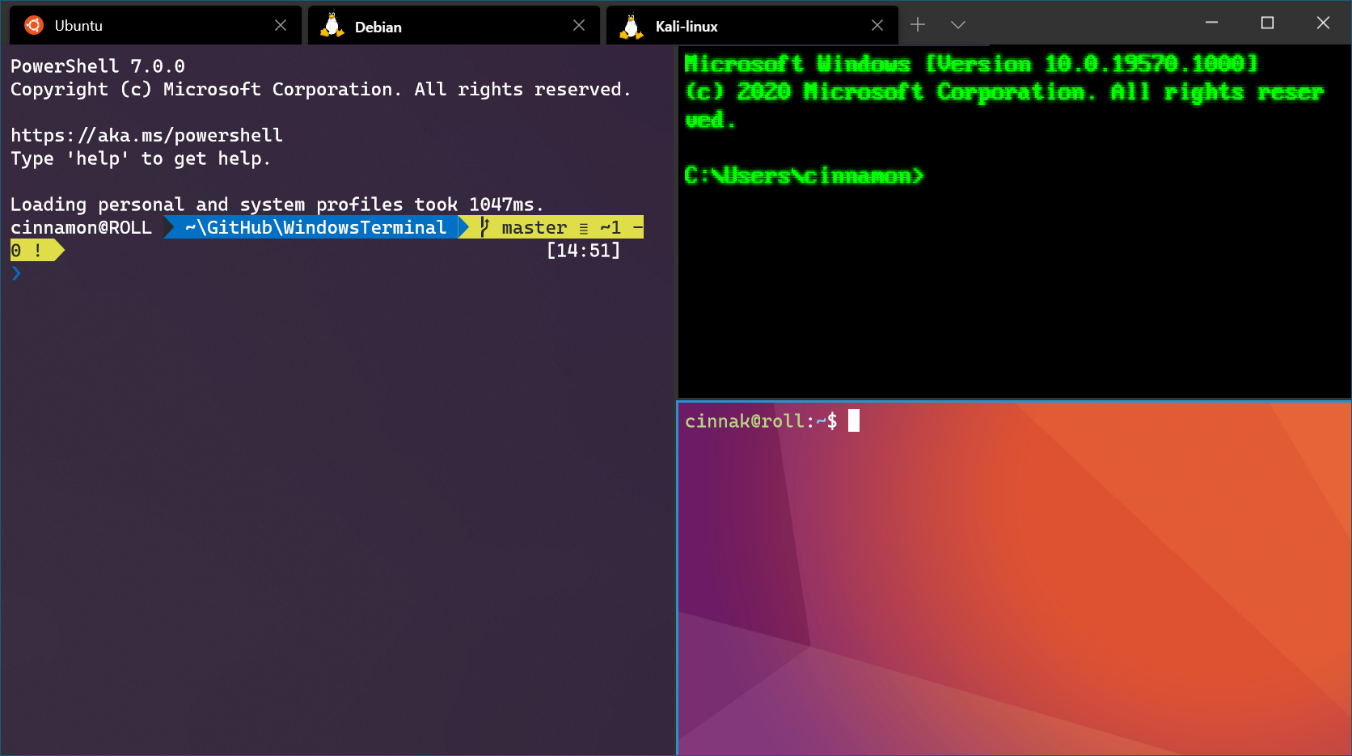 Ubuntu
Debian
Kali-linux
PowerShell 7.0.0
Copyright (c) Microsoft Corporation. All rights reserved.
https://aka.ms/powershell
Type 'help' to get help.
Loading personal and system profiles took 1047ms.
cinnamon@ROLL ~\GitHub\WindowsTerminal master ≡ ~1 -
0 ! [14:51]
❯
Microsoft Windows [Version 10.0.19570.1000]
(c) 2020 Microsoft Corporation. All rights reser
ved.
C:\Users\cinnamon>
cinnak@roll:~$